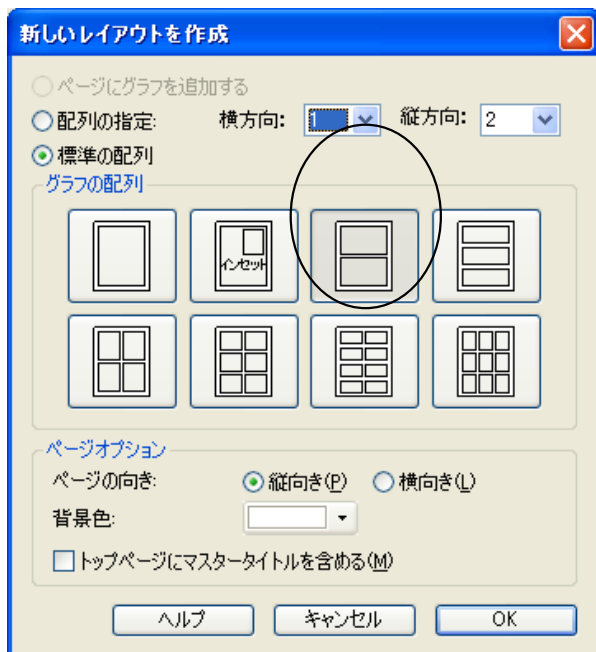 新しいレイアウトを作成
ページにグラフを追加する
配列の指定: 横方向: 1 縦方向: 2
標準の配列
グラフの配列
インセット
ページオプション
ページの向き: 縦向き(P) 横向き(L)
背景色:
トップページにマスタータイトルを含める(M)
ヘルプ キャンセル OK